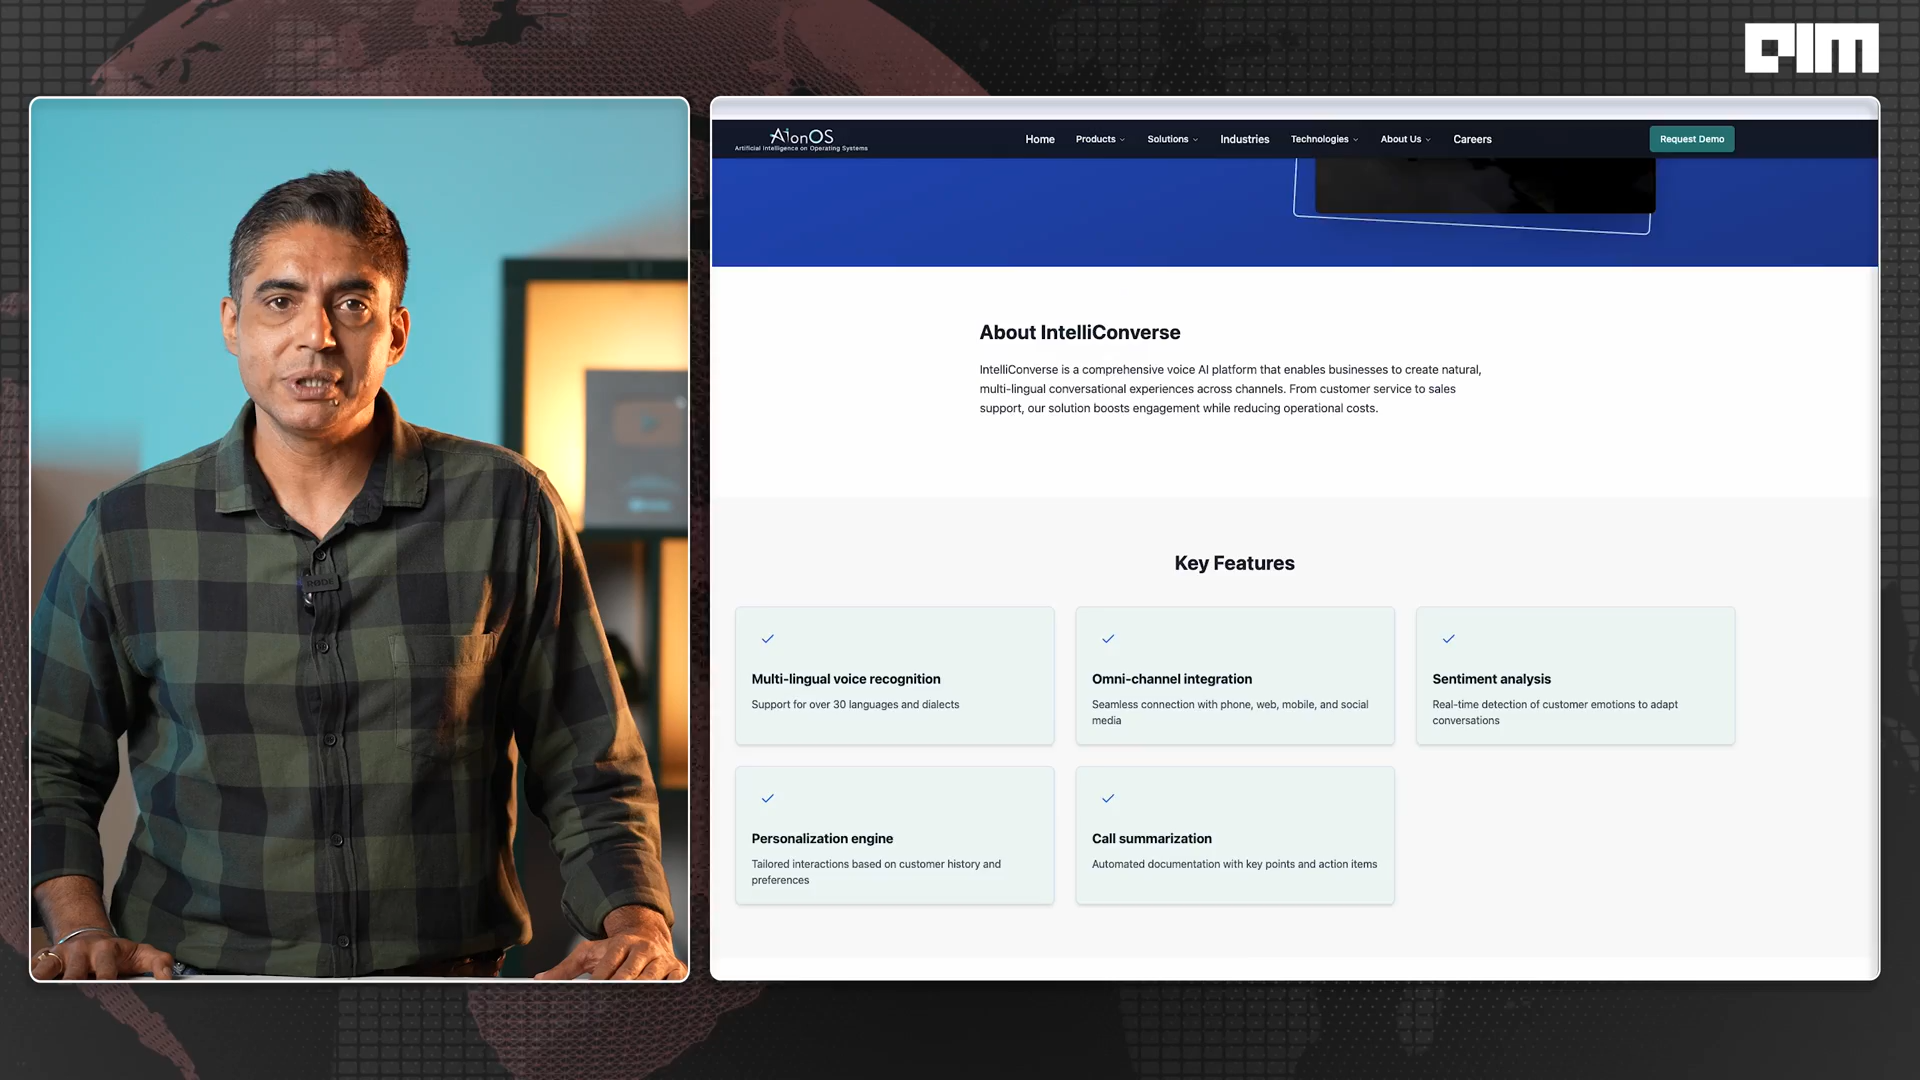 AIM
AIonOS
Artificial Intelligence on Operating Systems
Home
Products
Solutions
Industries
Technologies
About Us
Careers
Request Demo
About IntelliConverse
IntelliConverse is a comprehensive voice AI platform that enables businesses to create natural,
multi-lingual conversational experiences across channels. From customer service to sales
support, our solution boosts engagement while reducing operational costs.
RODE
Key Features
Multi-lingual voice recognition
Support for over 30 languages and dialects
Omni-channel integration
Seamless connection with phone, web, mobile, and social
media
Sentiment analysis
Real-time detection of customer emotions to adapt
conversations
Personalization engine
Tailored interactions based on customer history and
preferences
Call summarization
Automated documentation with key points and action items